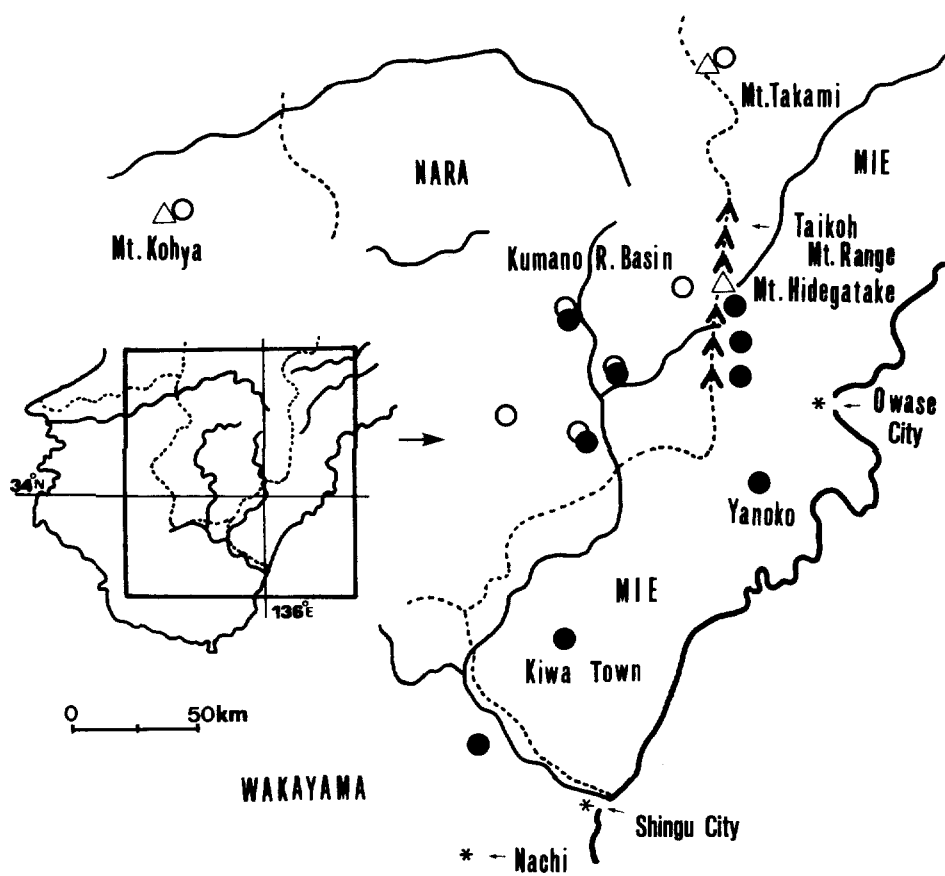 Mt.Takami
MIE
NARA
Mt. Kohya
Kumano R. Basin
Taikoh
Mt. Range
Mt. Hidegatake
* ← Owase
City
34°N
Yanoko
136°E
MIE
Kiwa Town
0 50km
WAKAYAMA
* ← Shingu City
* ← Nachi